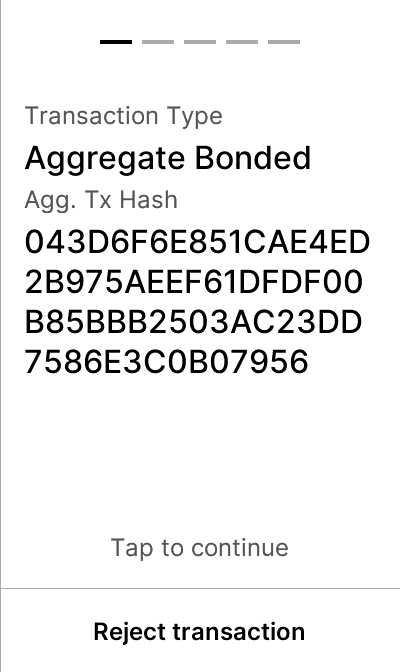 Transaction Type
Aggregate Bonded
Agg. Tx Hash
043D6F6E851CAE4ED
2B975AEEF61DFDF00
B85BBB2503AC23DD
7586E3C0B07956
Tap to continue
Reject transaction